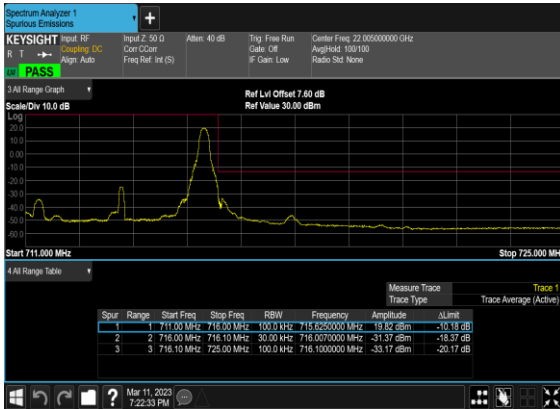 Spectrum Analyzer 1
Spurious Emissions
KEYSIGHT Input: RF Input Z: 50 Ω Atten: 40 dB Trig: Free Run Center Freq: 22.005000000 GHz
R T Coupling: DC Corr CCorr Gate: Off Avg|Hold: 100/100
Align: Auto Freq Ref: Int (S) IF Gain: Low Radio Std: None
LXI PASS
3 All Range Graph
Ref Lvl Offset 7.60 dB
Scale/Div 10.0 dB Ref Value 30.00 dBm
Log
20.0
10.0
0.00
-10.0
-20.0
-30.0
-40.0
-50.0
-60.0
Start 711.000 MHz Stop 725.000 MH
4 All Range Table
Measure Trace Trace 1
Trace Type Trace Average (Active)
Spur Range Start Freq Stop Freq RBW Frequency Amplitude ΔLimit
1 1 711.00 MHz 716.00 MHz 100.0 kHz 715.6250000 MHz 19.82 dBm -10.18 dB
2 2 716.00 MHz 716.10 MHz 30.00 kHz 716.0070000 MHz -31.37 dBm -18.37 dB
3 3 716.10 MHz 725.00 MHz 100.0 kHz 716.1000000 MHz -33.17 dBm -20.17 dB
Mar 11, 2023
7:22:33 PM